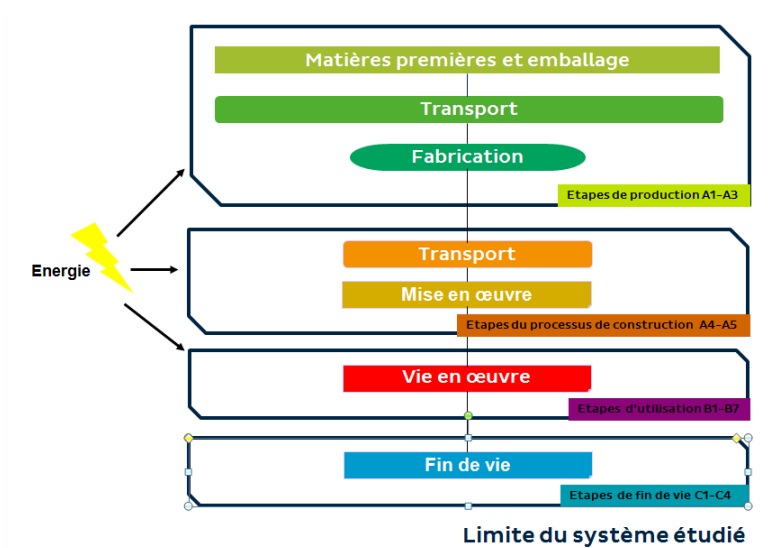 Matières premières et emballage
Transport
Fabrication
Etapes de production A1-A3
Energie
Transport
Mise en œuvre
Etapes du processus de construction A4-A5
Vie en œuvre
Etapes d'utilisation B1-B7
Fin de vie
Etapes de fin de vie C1-C4
Limite du système étudié